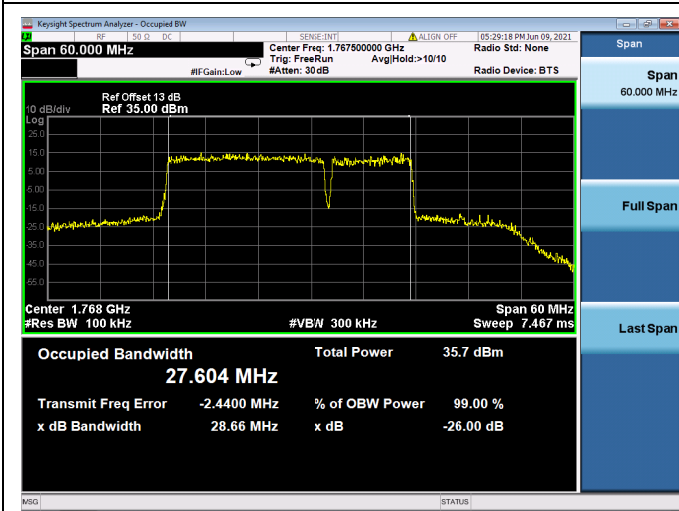 Keysight Spectrum Analyzer - Occupied BW
RF 50 Ω DC SENSE:INT ALIGN OFF 05:29:18 PM Jun 09, 2021
Span 60.000 MHz
Center Freq: 1.767500000 GHz
Radio Std: None
Trig: FreeRun Avg|Hold:>10/10
#IFGain:Low #Atten: 30 dB Radio Device: BTS
Span
Span
60.000 MHz
Full Span
Last Span
Ref Offset 13 dB
10 dB/div Ref 35.00 dBm
Log
25.0
15.0
5.00
-5.00
-15.0
-25.0
-35.0
-45.0
-55.0
Center 1.768 GHz Span 60 MHz
#Res BW 100 kHz #VBW 300 kHz Sweep 7.467 ms
Occupied Bandwidth Total Power 35.7 dBm
27.604 MHz
Transmit Freq Error -2.4400 MHz % of OBW Power 99.00 %
x dB Bandwidth 28.66 MHz x dB -26.00 dB
MSG STATUS